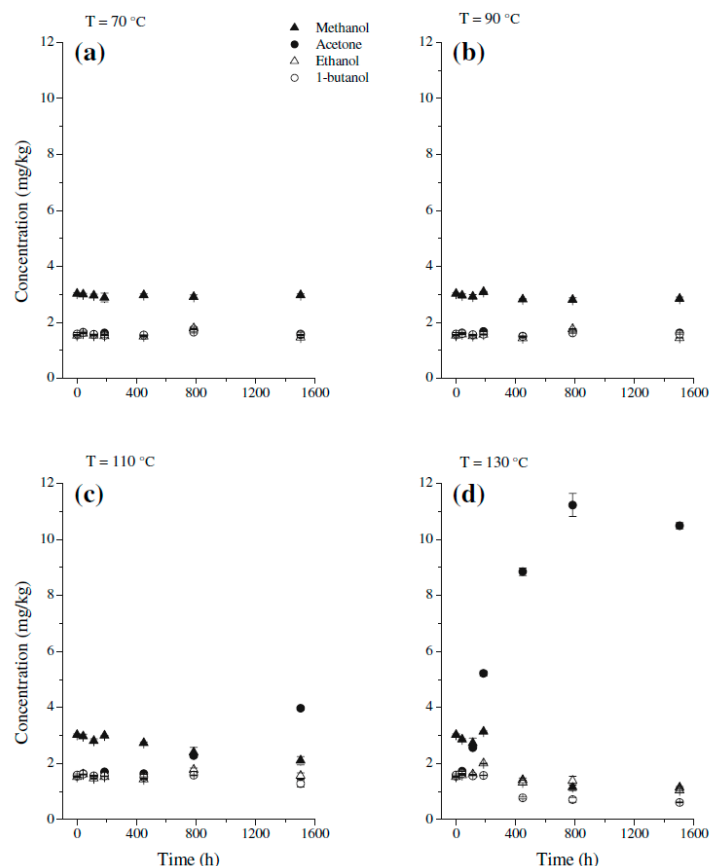 T = 70 °C
(a)
Methanol
Acetone
Ethanol
1-butanol
12
10
8
6
4
2
0
Concentration (mg/kg)
0 400 800 1200 1600
T = 90 °C
(b)
12
10
8
6
4
2
0
0 400 800 1200 1600
T = 110 °C
(c)
12
10
8
6
4
2
0
Concentration (mg/kg)
0 400 800 1200 1600
Time (h)
T = 130 °C
(d)
12
10
8
6
4
2
0
0 400 800 1200 1600
Time (h)